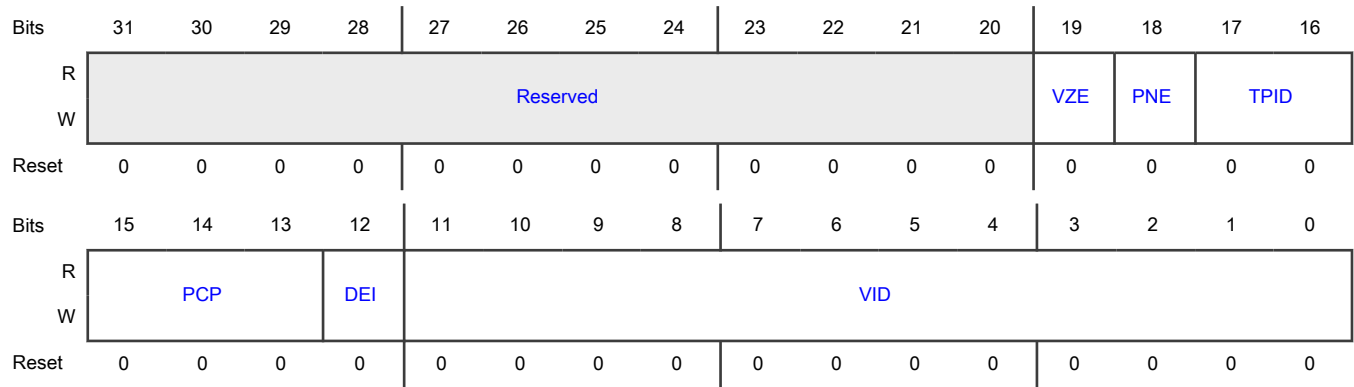 Bits 31 30 29 28 27 26 25 24 23 22 21 20 19 18 17 16
R
Reserved VZE PNE TPID
W
Reset 0 0 0 0 0 0 0 0 0 0 0 0 0 0 0 0
Bits 15 14 13 12 11 10 9 8 7 6 5 4 3 2 1 0
R
PCP DEI VID
W
Reset 0 0 0 0 0 0 0 0 0 0 0 0 0 0 0 0